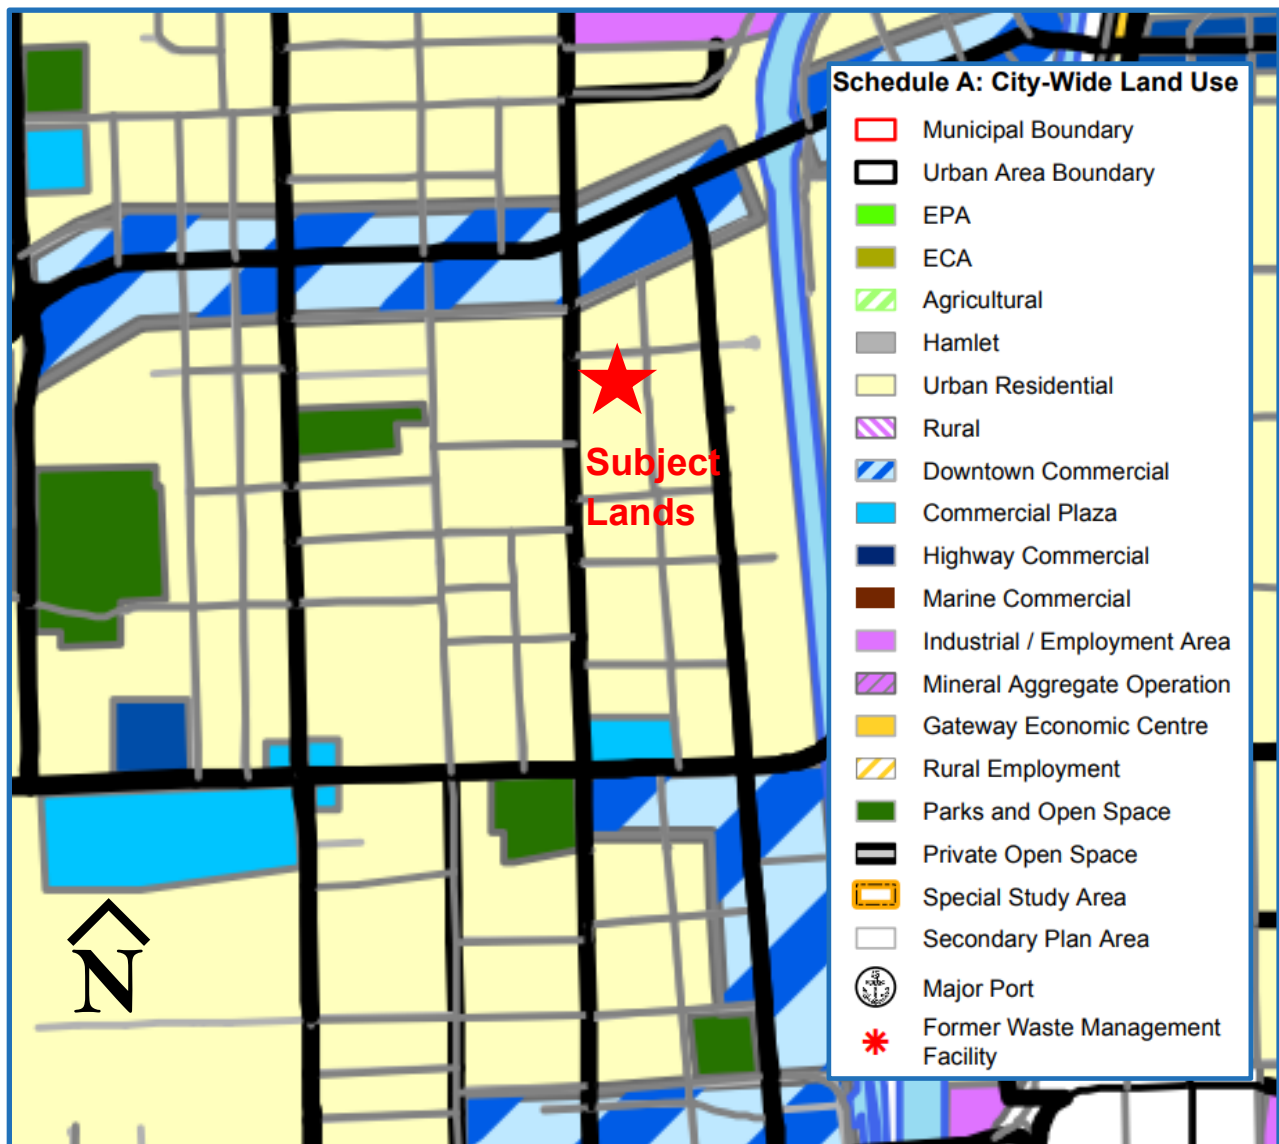 Schedule A: City-Wide Land Use
Municipal Boundary
Urban Area Boundary
EPA
ECA
Agricultural
Hamlet
Urban Residential
Rural
Downtown Commercial
Commercial Plaza
Highway Commercial
Marine Commercial
Industrial / Employment Area
Mineral Aggregate Operation
Gateway Economic Centre
Rural Employment
Parks and Open Space
Private Open Space
Special Study Area
Secondary Plan Area
Major Port
Former Waste Management
Facility
Subject
Lands
N